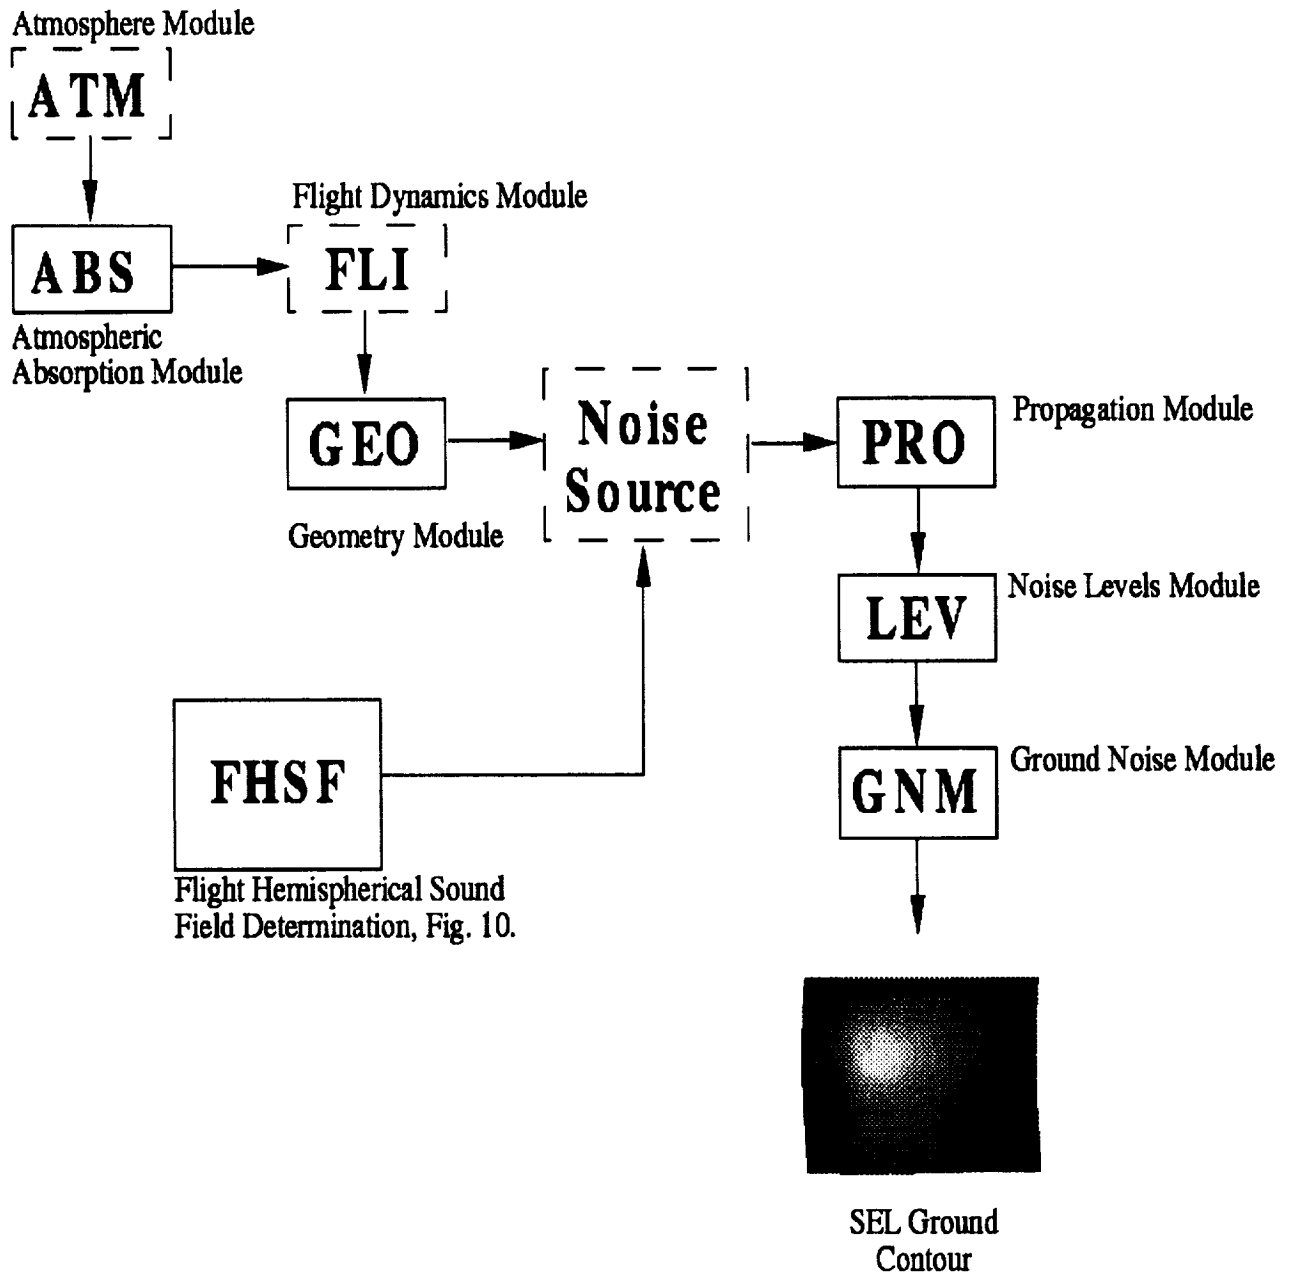 Atmosphere Module
ATM
ABS
Atmospheric
Absorption Module
Flight Dynamics Module
FLI
GEO
Geometry Module
Noise
Source
PRO
Propagation Module
LEV
Noise Levels Module
FHSF
Flight Hemispherical Sound
Field Determination, Fig. 10.
GNM
Ground Noise Module
SEL Ground
Contour